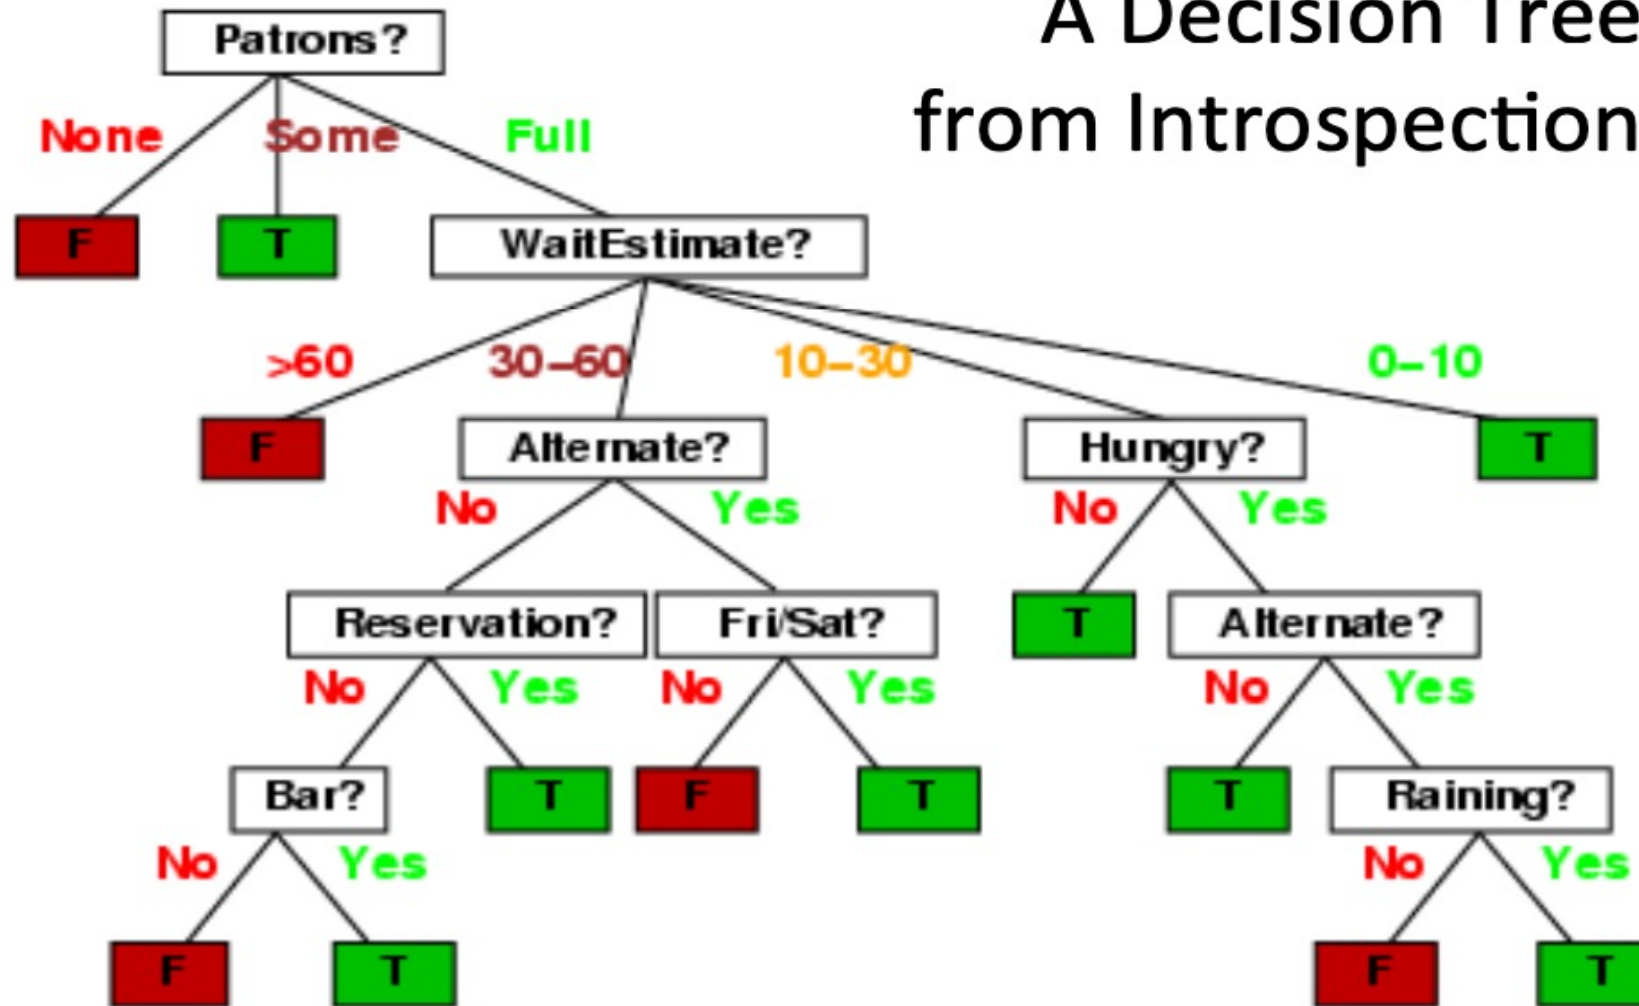 A Decision Tree
from Introspection
Patrons?
None Some Full
F T WaitEstimate?
>60 30–60 10–30 0–10
F Alternate? Hungry? T
No Yes No Yes
Reservation? Fri/Sat? T Alternate?
No Yes No Yes No Yes
Bar? T F T T Raining?
No Yes No Yes
F T F T